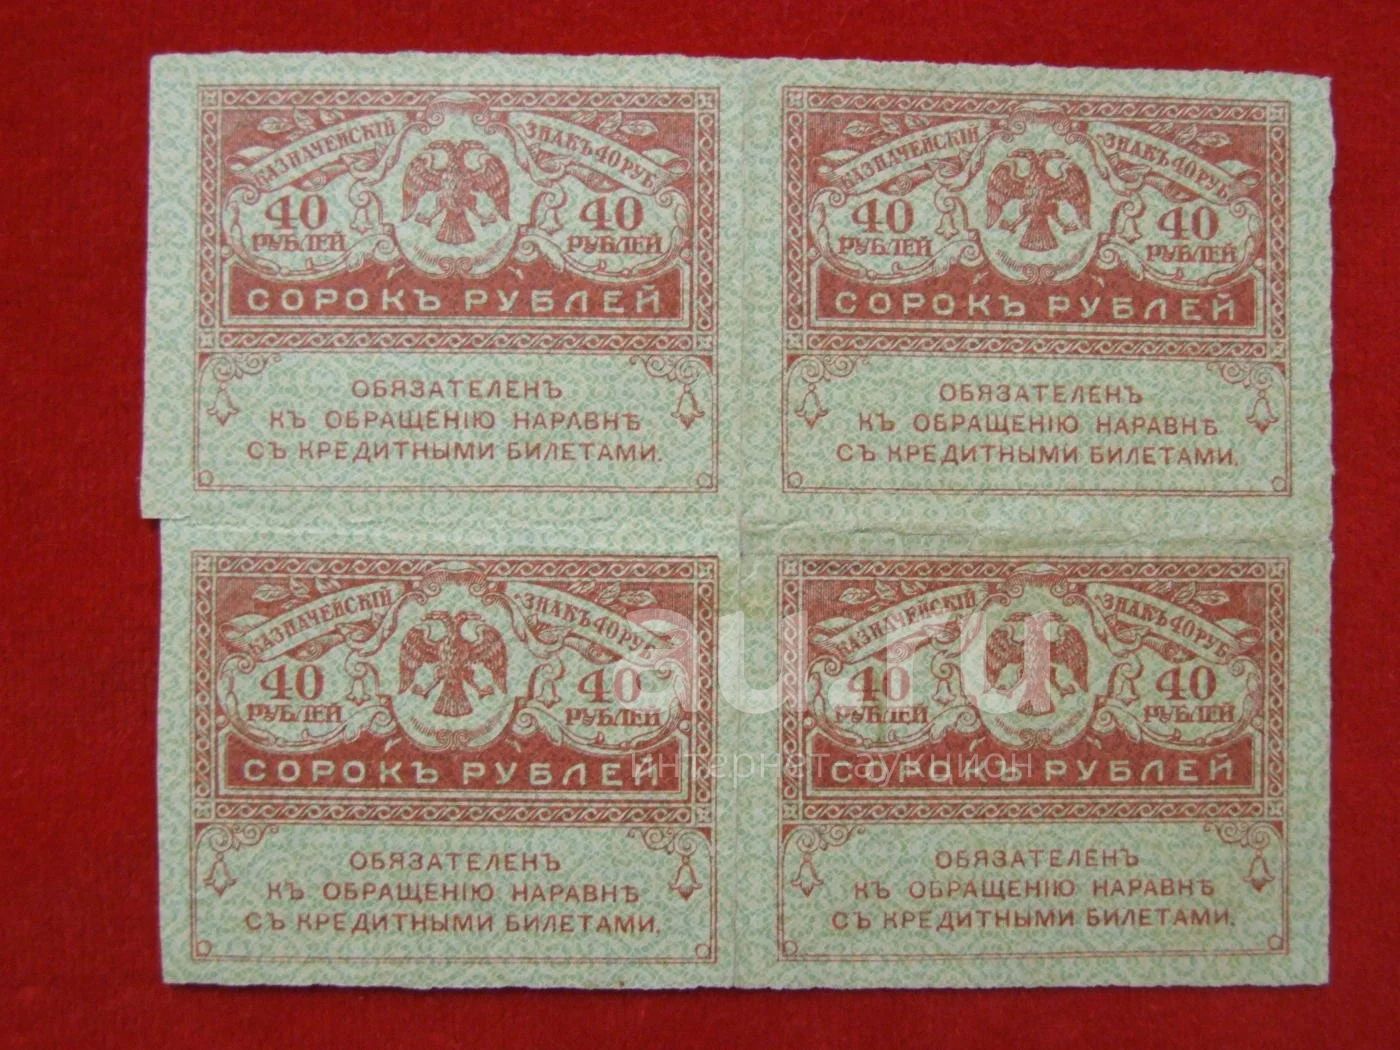 КАЗНАЧЕЙСКІЙ ЗНАКЪ 40 РУБ.
40 РУБЛЕЙ 40 РУБЛЕЙ
СОРОКЪ РУБЛЕЙ
ОБЯЗАТЕЛЕНЪ
КЪ ОБРАЩЕНІЮ НАРАВНѢ
СЪ КРЕДИТНЫМИ БИЛЕТАМИ.
КАЗНАЧЕЙСКІЙ ЗНАКЪ 40 РУБ.
40 РУБЛЕЙ 40 РУБЛЕЙ
СОРОКЪ РУБЛЕЙ
ОБЯЗАТЕЛЕНЪ
КЪ ОБРАЩЕНІЮ НАРАВНѢ
СЪ КРЕДИТНЫМИ БИЛЕТАМИ.
КАЗНАЧЕЙСКІЙ ЗНАКЪ 40 РУБ.
40 РУБЛЕЙ 40 РУБЛЕЙ
СОРОКЪ РУБЛЕЙ
ОБЯЗАТЕЛЕНЪ
КЪ ОБРАЩЕНІЮ НАРАВНѢ
СЪ КРЕДИТНЫМИ БИЛЕТАМИ.
КАЗНАЧЕЙСКІЙ ЗНАКЪ 40 РУБ.
40 РУБЛЕЙ 40 РУБЛЕЙ
СОРОКЪ РУБЛЕЙ
ОБЯЗАТЕЛЕНЪ
КЪ ОБРАЩЕНІЮ НАРАВНѢ
СЪ КРЕДИТНЫМИ БИЛЕТАМИ.
au.ru
интернет-аукцион